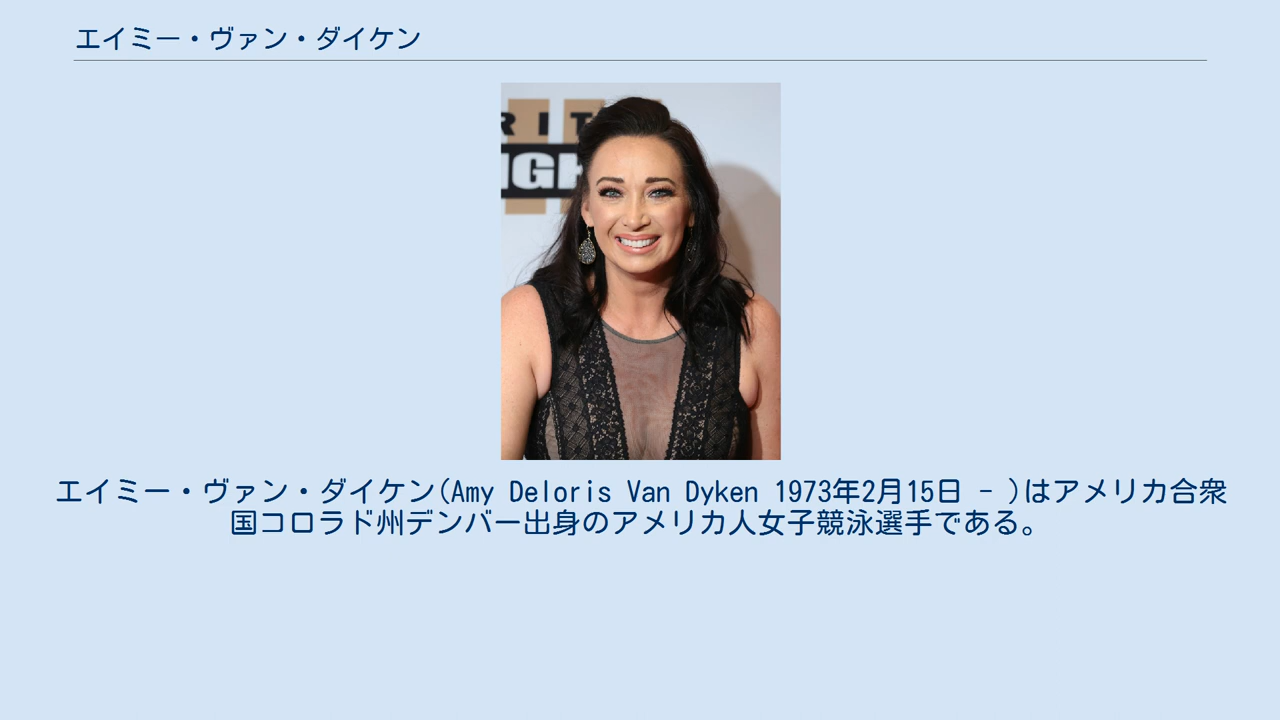 エイミー・ヴァン・ダイケン
RIT
IGH
エイミー・ヴァン・ダイケン(Amy Deloris Van Dyken 1973年2月15日 - )はアメリカ合衆
国コロラド州デンバー出身のアメリカ人女子競泳選手である。